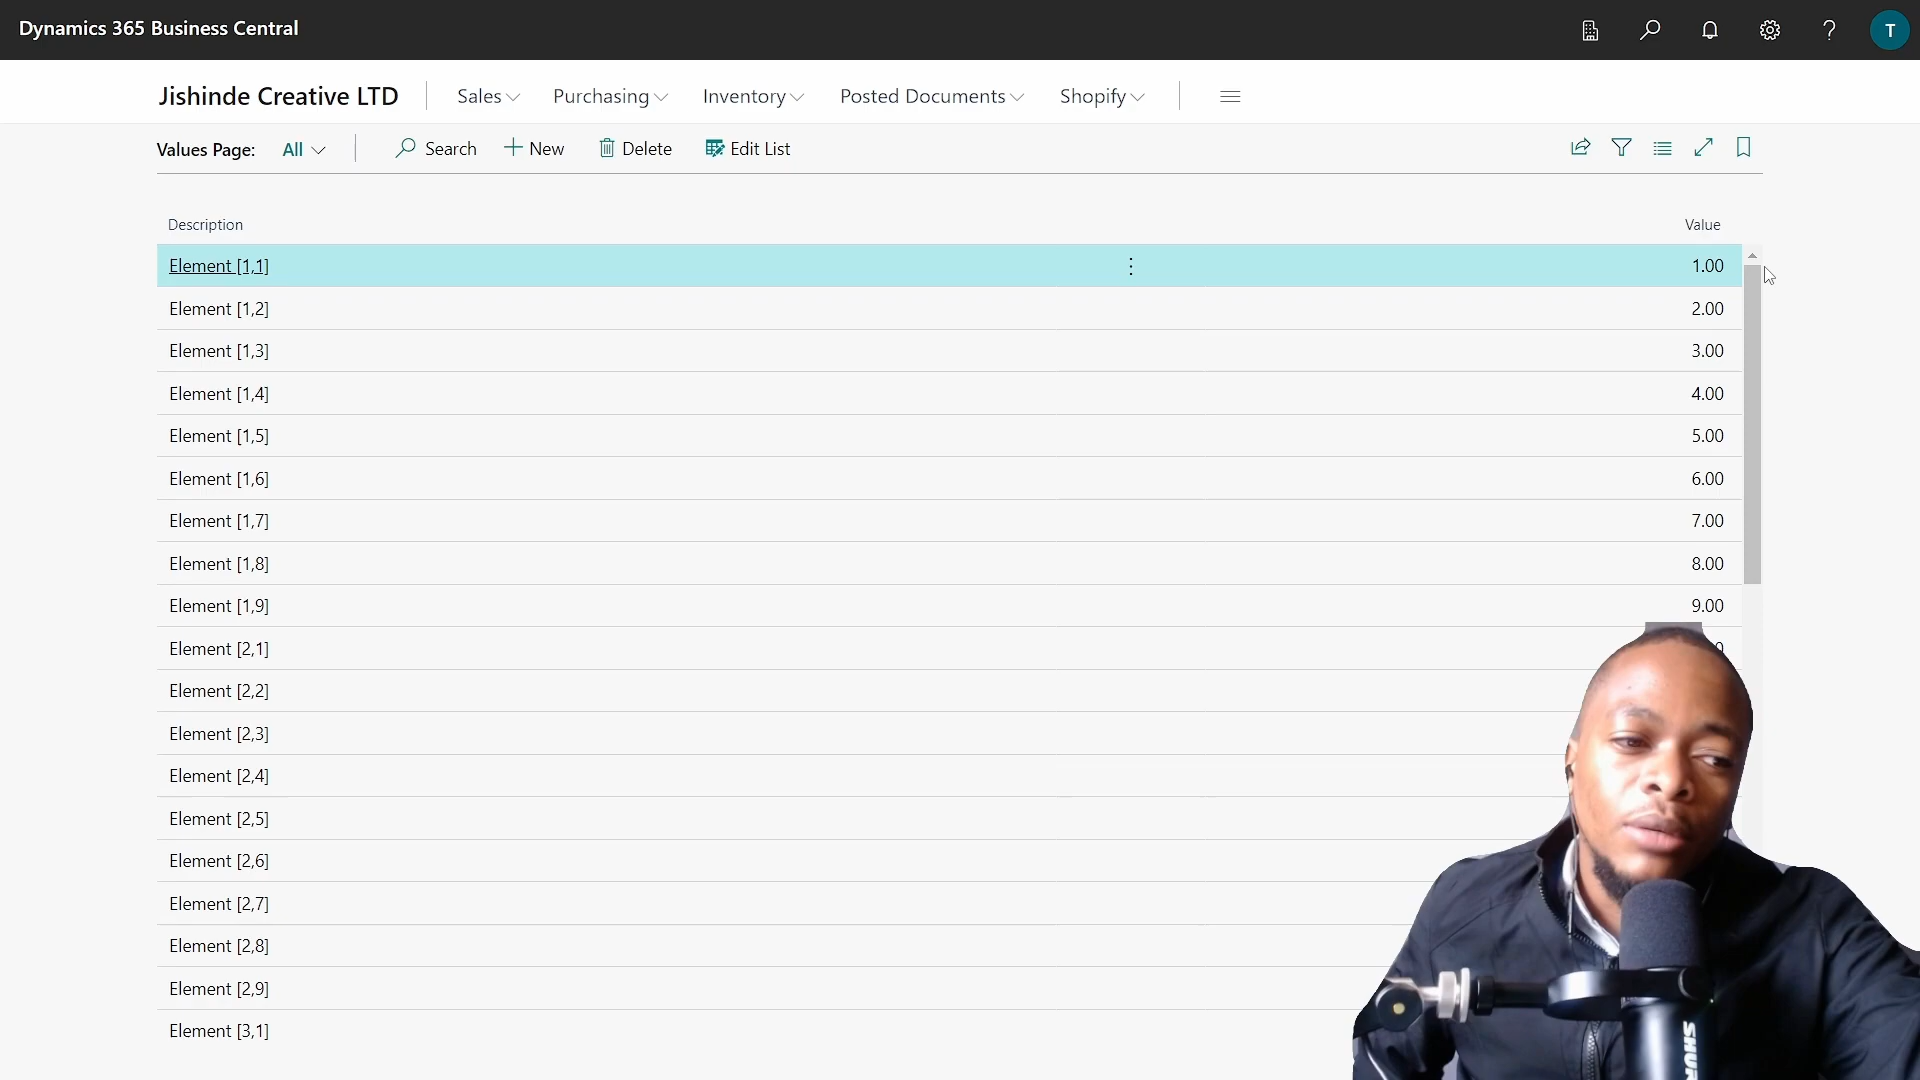 Dynamics 365 Business Central
T
Jishinde Creative LTD Sales Purchasing Inventory Posted Documents Shopify
Values Page: All Search New Delete Edit List
Description Value
Element [1,1] 1.00
Element [1,2] 2.00
Element [1,3] 3.00
Element [1,4] 4.00
Element [1,5] 5.00
Element [1,6] 6.00
Element [1,7] 7.00
Element [1,8] 8.00
Element [1,9] 9.00
Element [2,1]
Element [2,2]
Element [2,3]
Element [2,4]
Element [2,5]
Element [2,6]
Element [2,7]
Element [2,8]
Element [2,9]
Element [3,1]